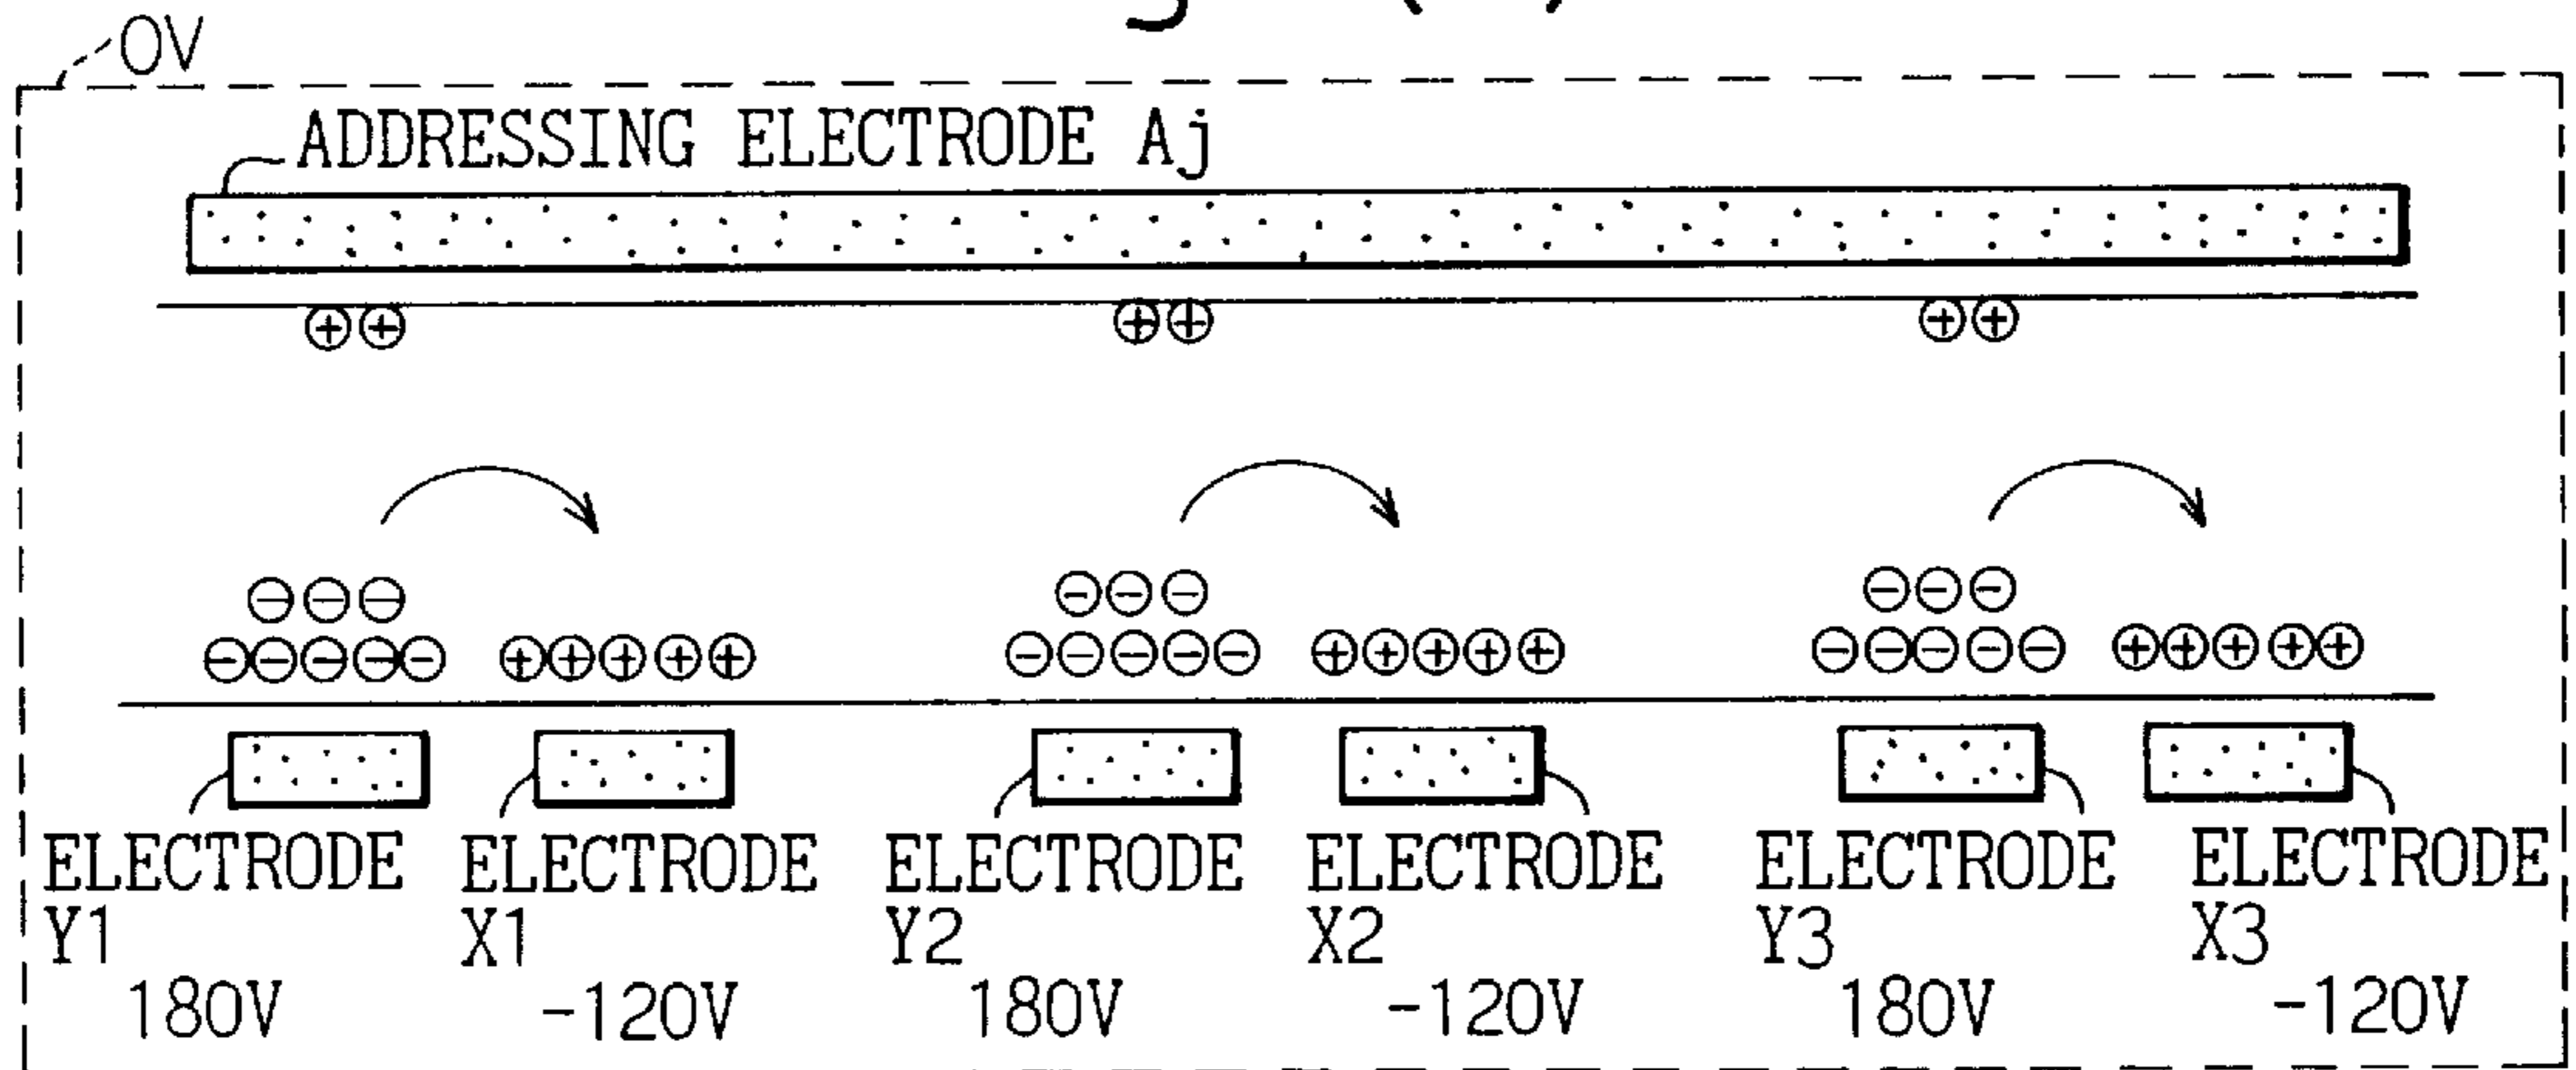 0V
ADDRESSING ELECTRODE Aj
ELECTRODE Y1
ELECTRODE X1
ELECTRODE Y2
ELECTRODE X2
ELECTRODE Y3
ELECTRODE X3
180V -120V 180V -120V 180V -120V